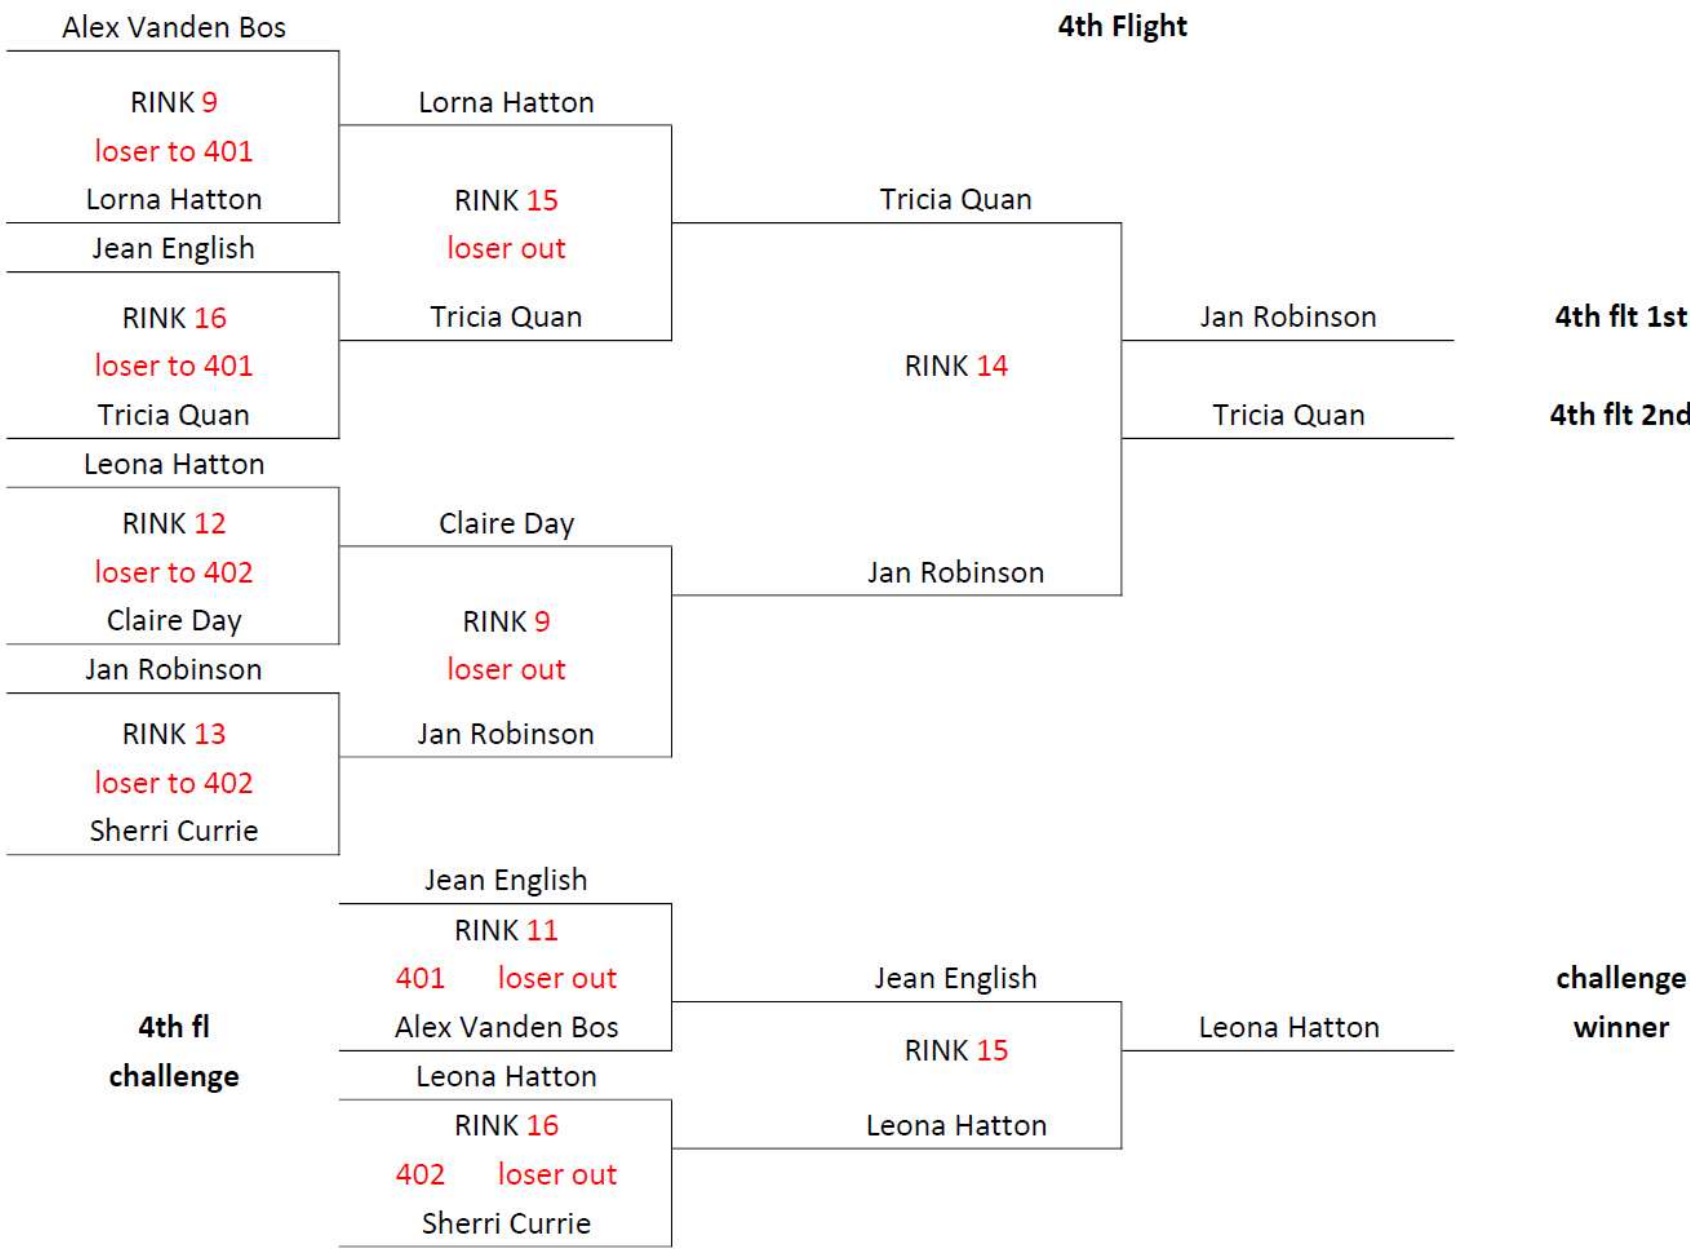 Alex Vanden Bos
4th Flight
RINK 9
Lorna Hatton
loser to 401
Lorna Hatton
RINK 15
Tricia Quan
Jean English
loser out
RINK 16
Tricia Quan
Jan Robinson
4th flt 1st
loser to 401
RINK 14
Tricia Quan
Tricia Quan
4th flt 2nd
Leona Hatton
RINK 12
Claire Day
loser to 402
Jan Robinson
Claire Day
RINK 9
Jan Robinson
loser out
RINK 13
Jan Robinson
loser to 402
Sherri Currie
Jean English
RINK 11
401 loser out
Jean English
challenge
4th fl
Alex Vanden Bos
RINK 15
Leona Hatton
winner
challenge
Leona Hatton
RINK 16
Leona Hatton
402 loser out
Sherri Currie